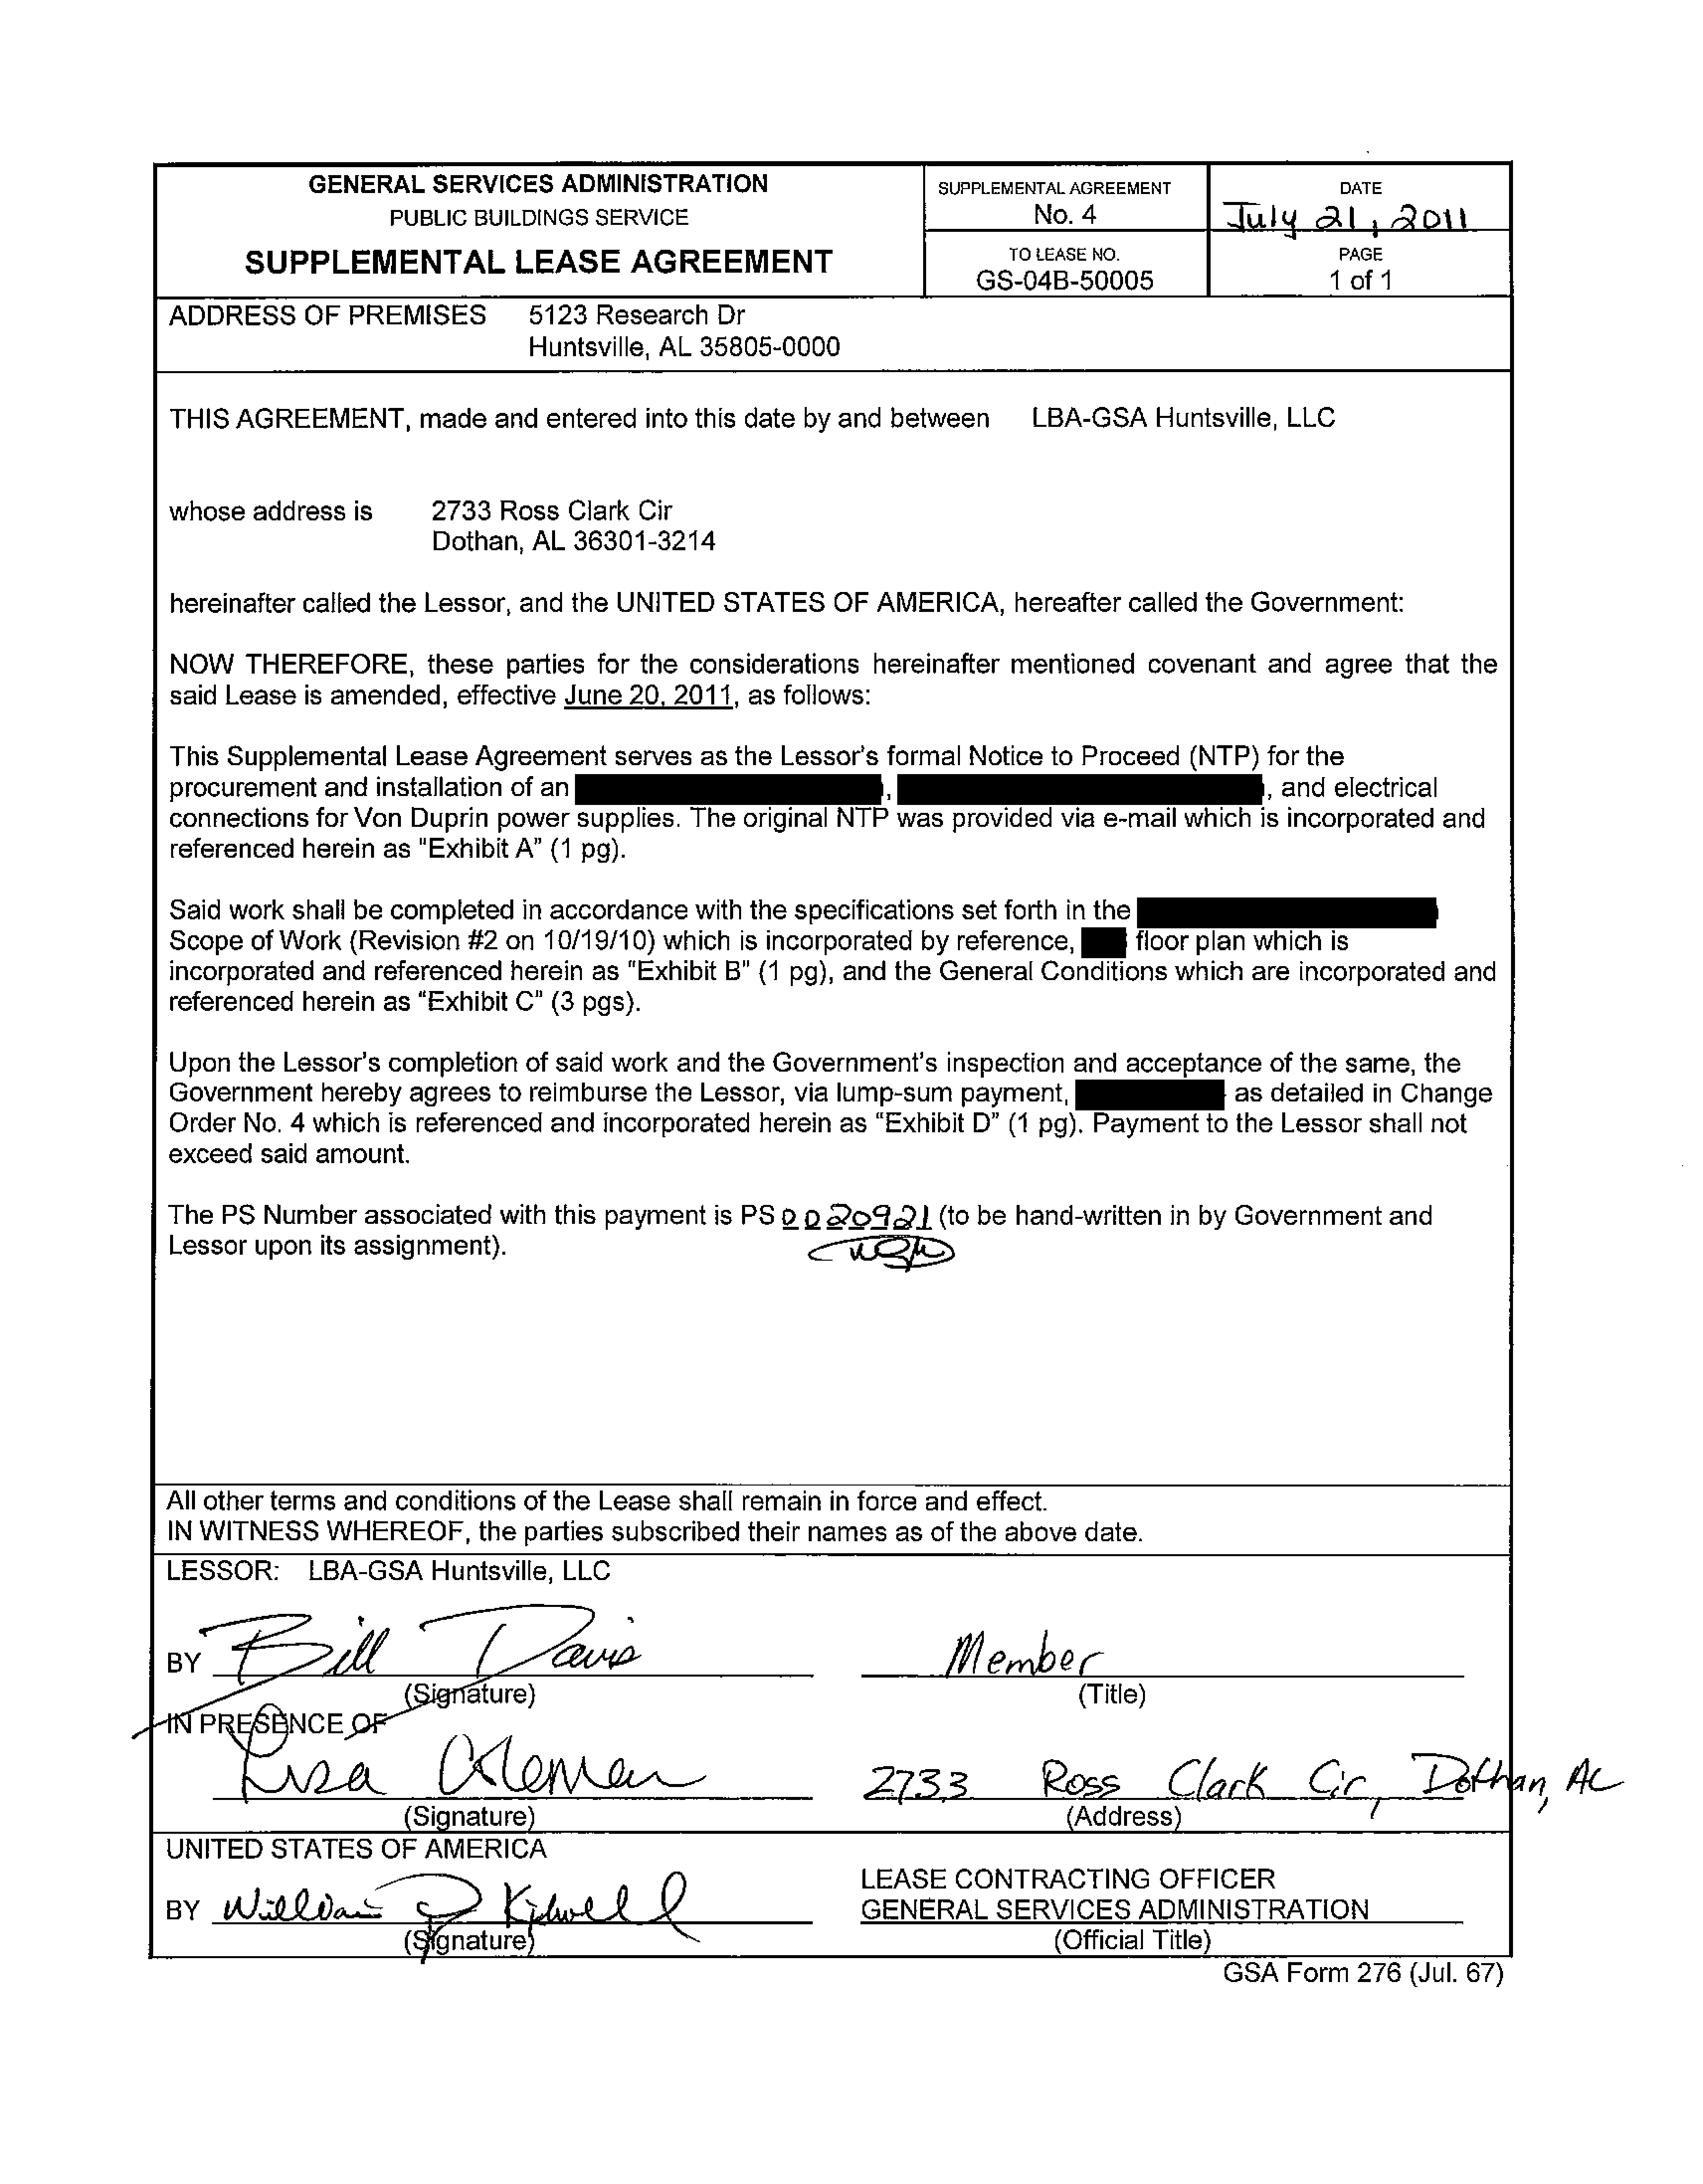 GENERAL SERVICES ADMINISTRATION
PUBLIC BUILDINGS SERVICE
SUPPLEMENTAL LEASE AGREEMENT
SUPPLEMENTAL AGREEMENT
No. 4
DATE
July 21, 2011
TO LEASE NO.
GS-04B-50005
PAGE
1 of 1
ADDRESS OF PREMISES 5123 Research Dr
Huntsville, AL 35805-0000
THIS AGREEMENT, made and entered into this date by and between LBA-GSA Huntsville, LLC
whose address is 2733 Ross Clark Cir
Dothan, AL 36301-3214
hereinafter called the Lessor, and the UNITED STATES OF AMERICA, hereafter called the Government:
NOW THEREFORE, these parties for the considerations hereinafter mentioned covenant and agree that the
said Lease is amended, effective June 20, 2011, as follows:
This Supplemental Lease Agreement serves as the Lessor's formal Notice to Proceed (NTP) for the
procurement and installation of an , , and electrical
connections for Von Duprin power supplies. The original NTP was provided via e-mail which is incorporated and
referenced herein as "Exhibit A" (1 pg).
Said work shall be completed in accordance with the specifications set forth in the
Scope of Work (Revision #2 on 10/19/10) which is incorporated by reference, floor plan which is
incorporated and referenced herein as "Exhibit B" (1 pg), and the General Conditions which are incorporated and
referenced herein as "Exhibit C" (3 pgs).
Upon the Lessor's completion of said work and the Government's inspection and acceptance of the same, the
Government hereby agrees to reimburse the Lessor, via lump-sum payment, as detailed in Change
Order No. 4 which is referenced and incorporated herein as "Exhibit D" (1 pg). Payment to the Lessor shall not
exceed said amount.
The PS Number associated with this payment is PS 0020921 (to be hand-written in by Government and
Lessor upon its assignment).
All other terms and conditions of the Lease shall remain in force and effect.
IN WITNESS WHEREOF, the parties subscribed their names as of the above date.
LESSOR: LBA-GSA Huntsville, LLC
BY Bill Davis Member
(Signature) (Title)
IN PRESENCE OF
Lisa Coleman 2733 Ross Clark Cir, Dothan, AL
(Signature) (Address)
UNITED STATES OF AMERICA
LEASE CONTRACTING OFFICER
BY William D Kidwell GENERAL SERVICES ADMINISTRATION
(Signature) (Official Title)
GSA Form 276 (Jul. 67)